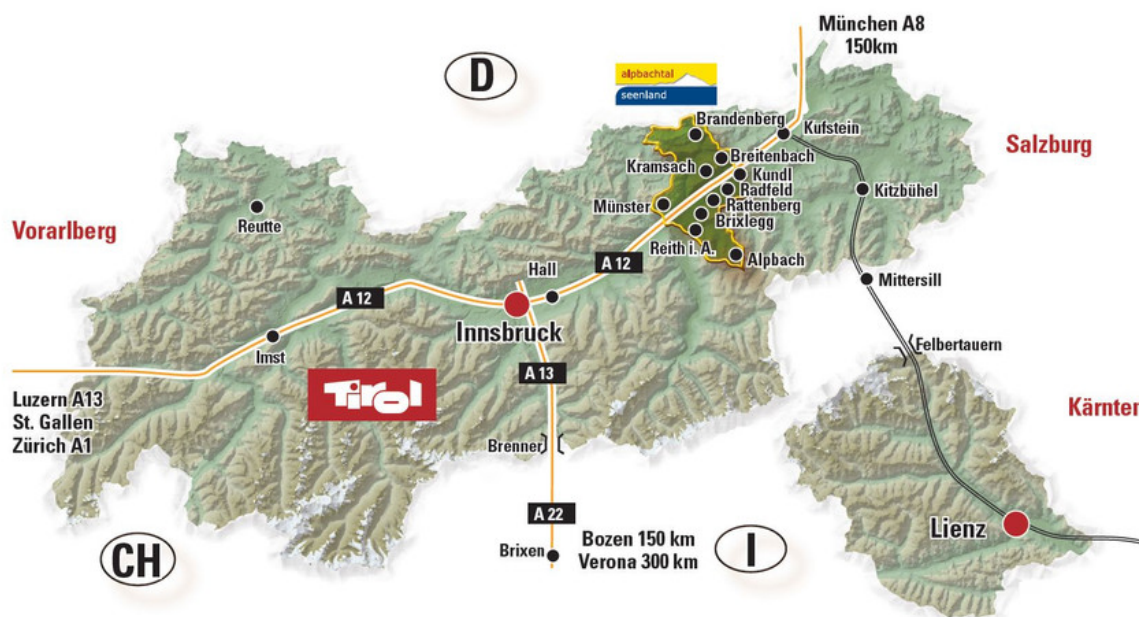 München A8
150km
D
alpbachtal
seenland
Brandenberg
Kufstein
Salzburg
Breitenbach
Kramsach
Kundl
Kitzbühel
Radfeld
Münster
Rattenberg
Reutte
Vorarlberg
Brixlegg
Reith i. A.
Alpbach
A 12
Hall
Mittersill
A 12
Innsbruck
Felbertauern
Imst
A 13
Tirol
Luzern A13
St. Gallen
Zürich A1
Kärnten
Brenner
A 22
Lienz
Bozen 150 km
Verona 300 km
I
CH
Brixen